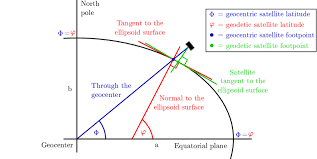 North
pole
Φ=φ
Tangent to the
ellipsoid surface
Φ = geocentric satellite latitude
φ = geodetic satellite latitude
● = geocentric satellite footpoint
● = geodetic satellite footpoint
Satellite
tangent to the
ellipsoid surface
b
Through the
geocenter
Normal to the
ellipsoid surface
Φ
φ
Φ=φ
Geocenter
a
Equatorial plane